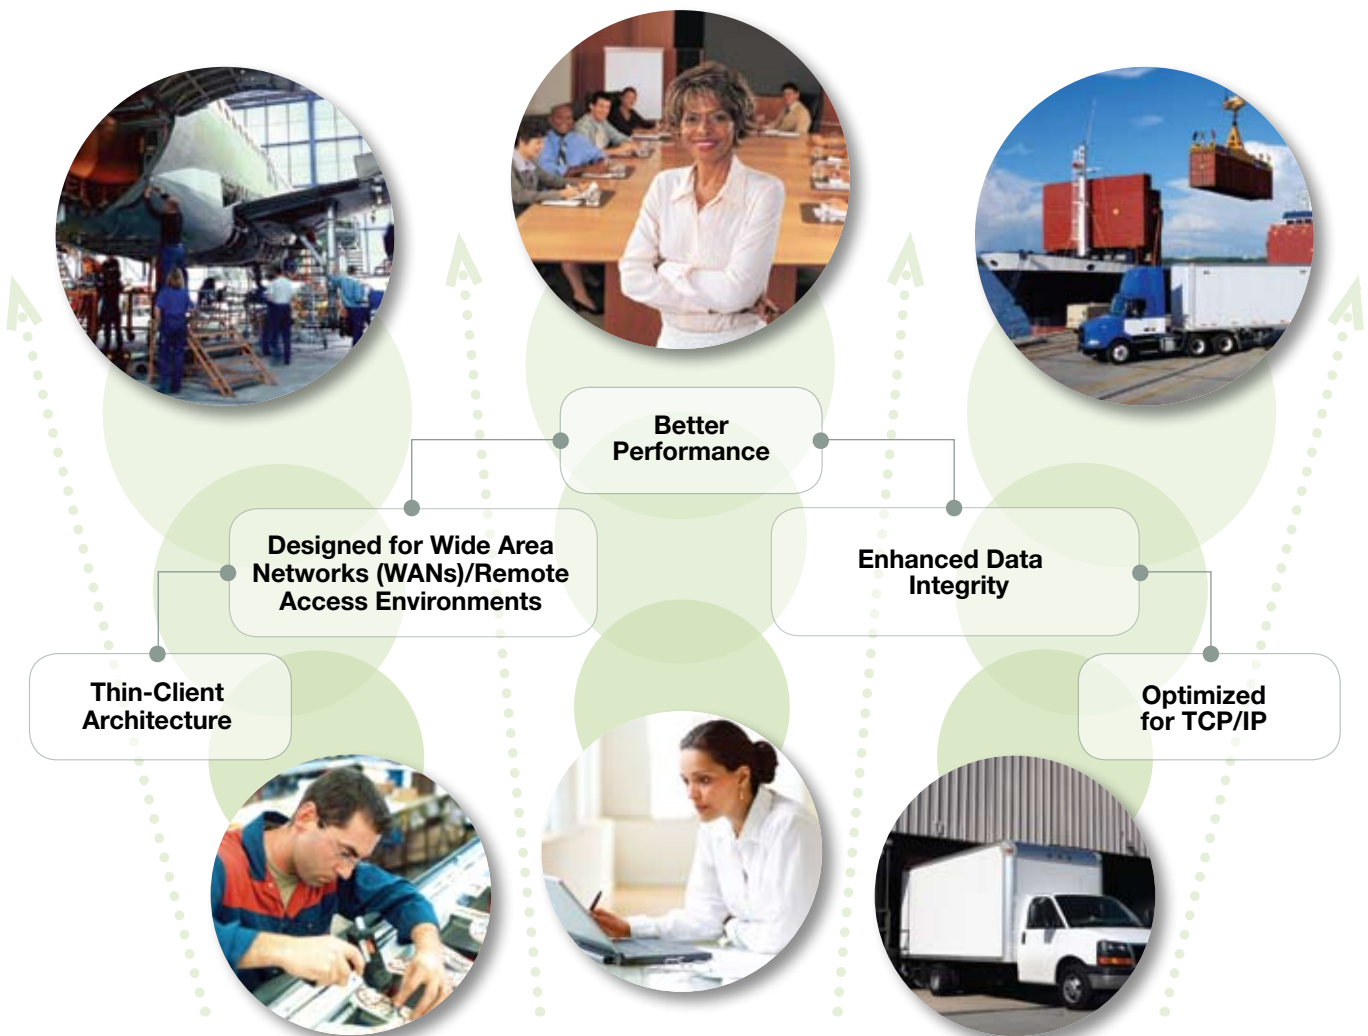 Better
Performance
Designed for Wide Area
Networks (WANs)/Remote
Access Environments
Enhanced Data
Integrity
Thin-Client
Architecture
Optimized
for TCP/IP